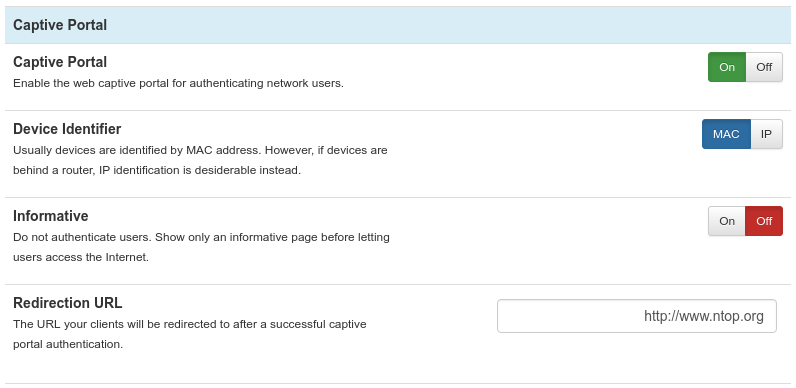 Captive Portal
Captive Portal
Enable the web captive portal for authenticating network users.
On Off
Device Identifier
Usually devices are identified by MAC address. However, if devices are
behind a router, IP identification is desiderable instead.
MAC IP
Informative
Do not authenticate users. Show only an informative page before letting
users access the Internet.
On Off
Redirection URL
The URL your clients will be redirected to after a successful captive
portal authentication.
http://www.ntop.org